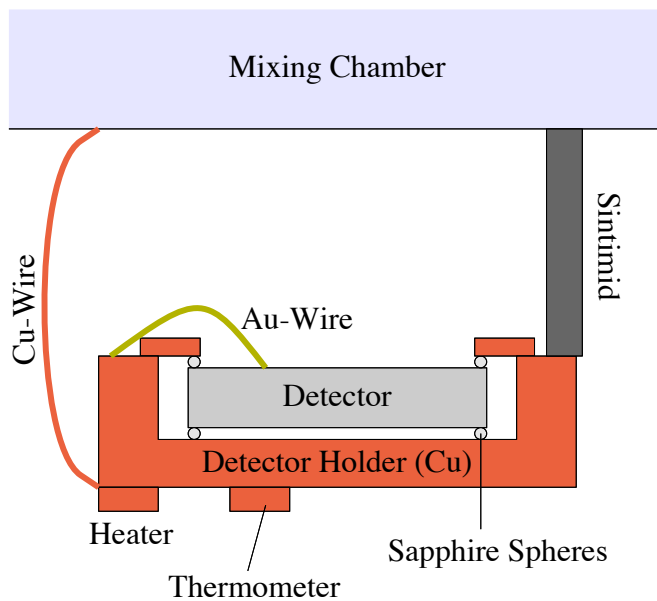 Mixing Chamber
Sintimid
Cu-Wire
Au-Wire
Detector
Detector Holder (Cu)
Heater
Sapphire Spheres
Thermometer